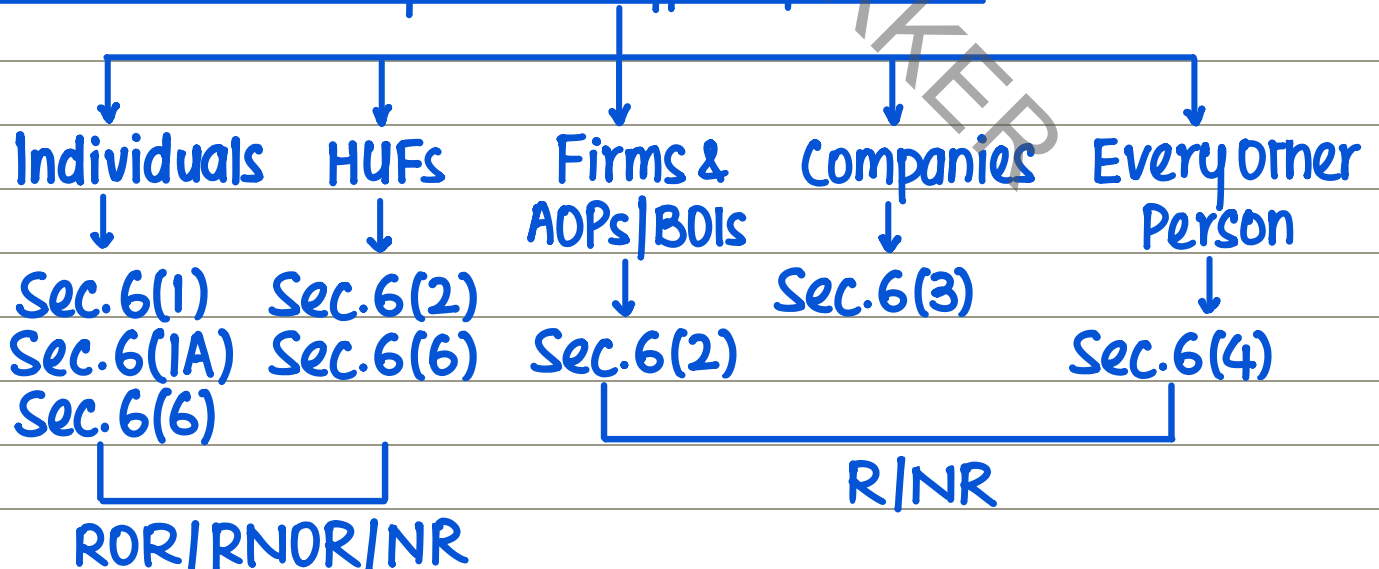 Individuals HUFs Firms & Companies Every Other
AOPs/BOIs Person
Sec.6(1) Sec.6(2) Sec.6(3)
Sec.6(1A) Sec.6(6) Sec.6(2) Sec.6(4)
Sec.6(6)
R/NR
ROR/RNOR/NR